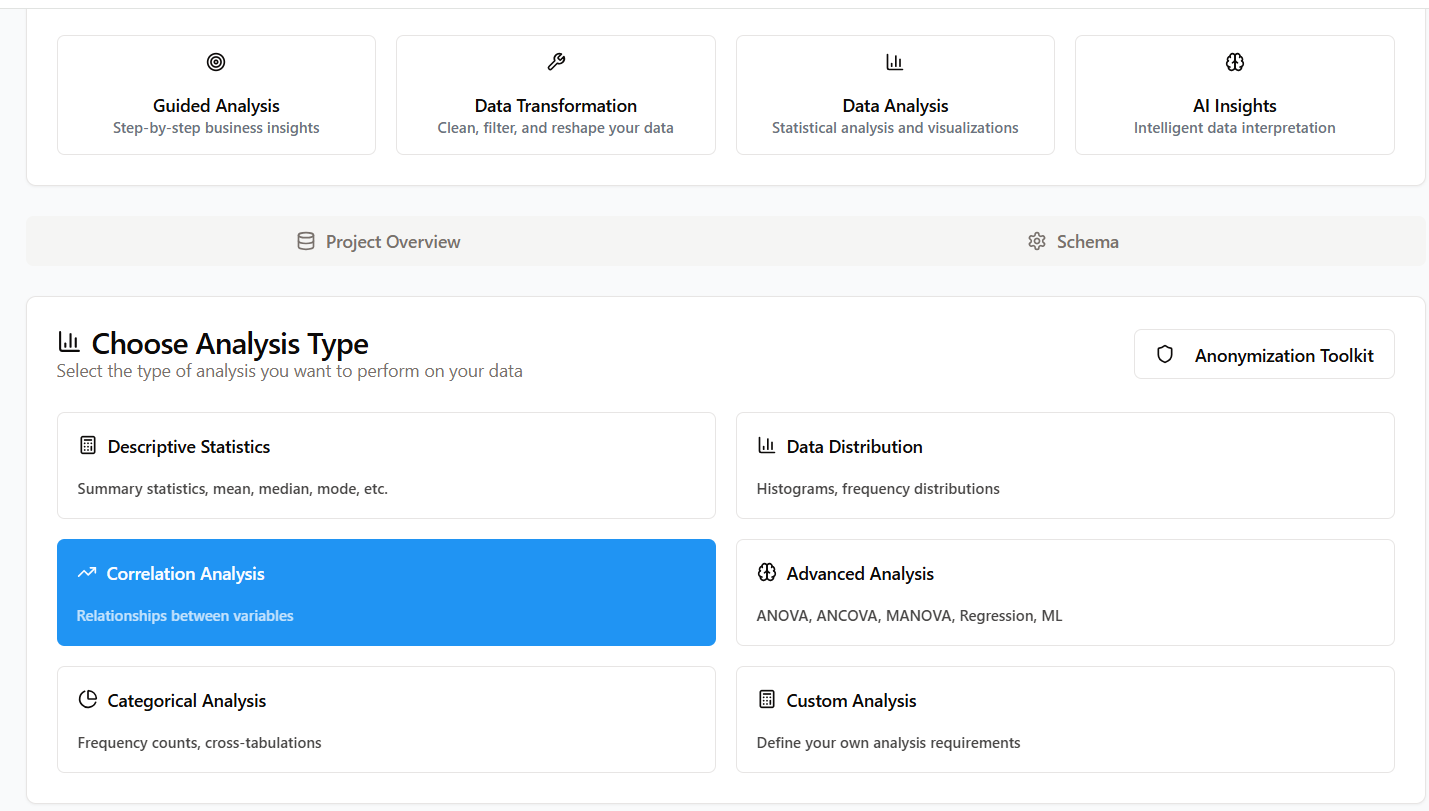 Guided Analysis
Step-by-step business insights
Data Transformation
Clean, filter, and reshape your data
Data Analysis
Statistical analysis and visualizations
AI Insights
Intelligent data interpretation
Project Overview
Schema
Choose Analysis Type
Select the type of analysis you want to perform on your data
Anonymization Toolkit
Descriptive Statistics
Summary statistics, mean, median, mode, etc.
Data Distribution
Histograms, frequency distributions
Correlation Analysis
Relationships between variables
Advanced Analysis
ANOVA, ANCOVA, MANOVA, Regression, ML
Categorical Analysis
Frequency counts, cross-tabulations
Custom Analysis
Define your own analysis requirements